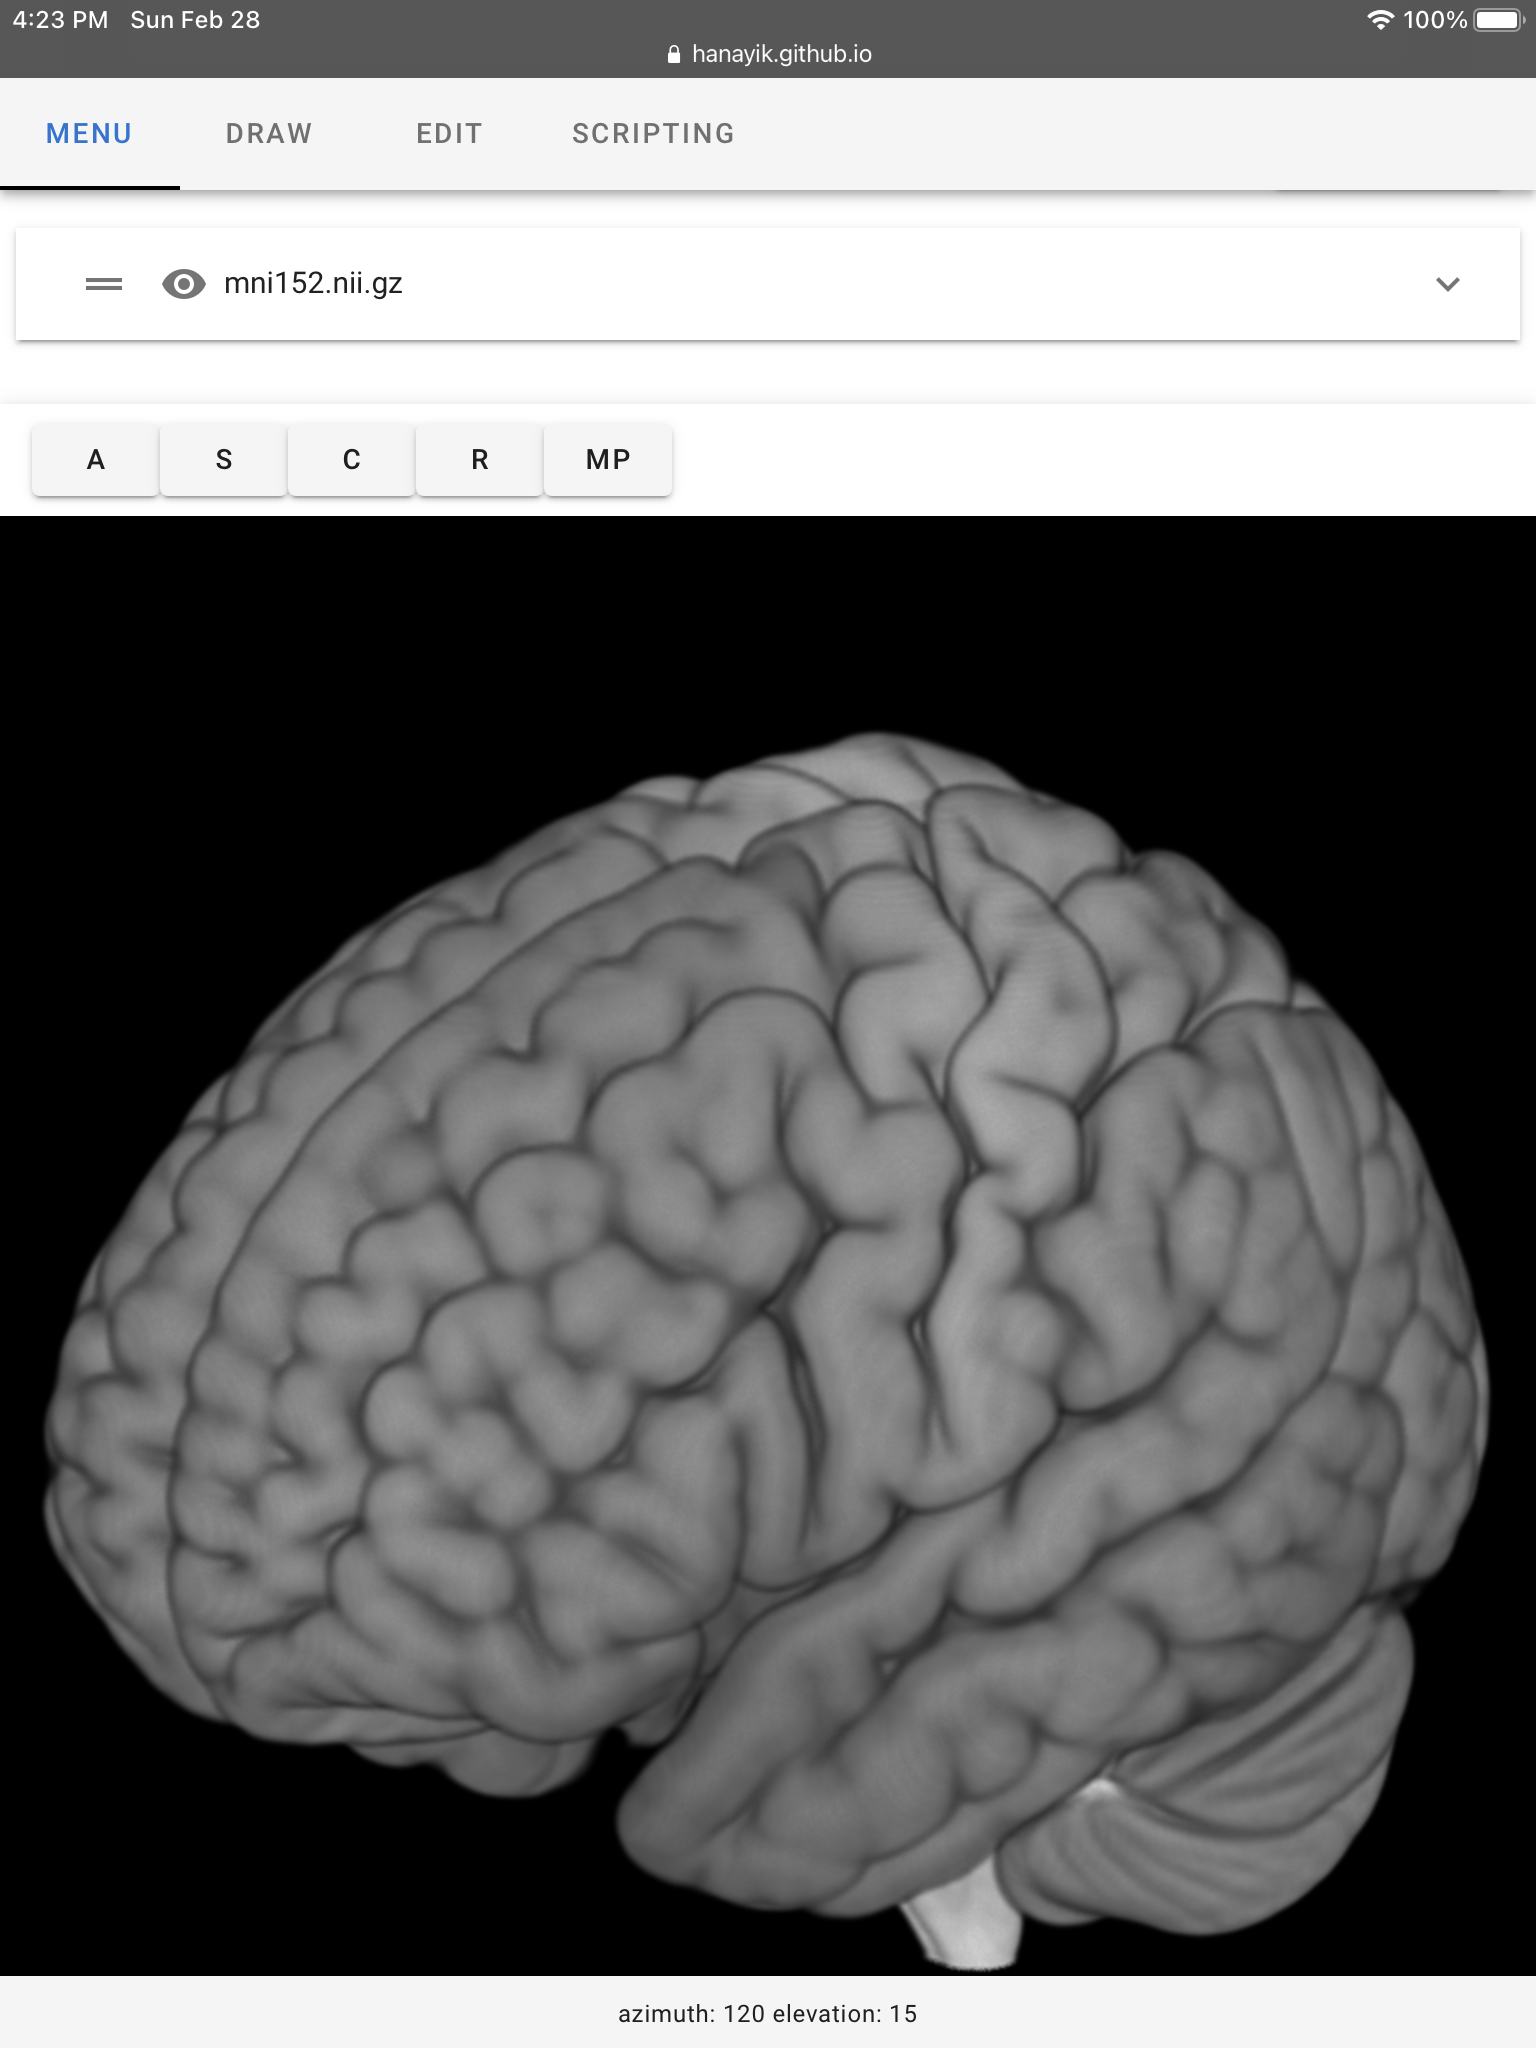 4:23 PM Sun Feb 28 100%
hanayik.github.io
MENU DRAW EDIT SCRIPTING
mni152.nii.gz
A S C R MP
azimuth: 120 elevation: 15